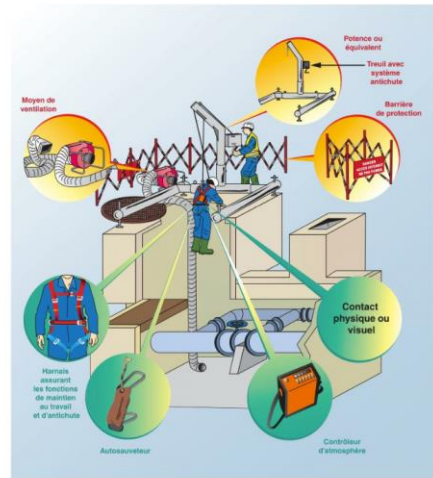 Potence ou
équivalent
Treuil avec
système
antichute
Moyen de
ventilation
Barrière
de protection
Contact
physique ou
visuel
Harnais
assurant
les fonctions
de maintien
au travail
et d'antichute
Autosauveteur
Contrôleur
d'atmosphère